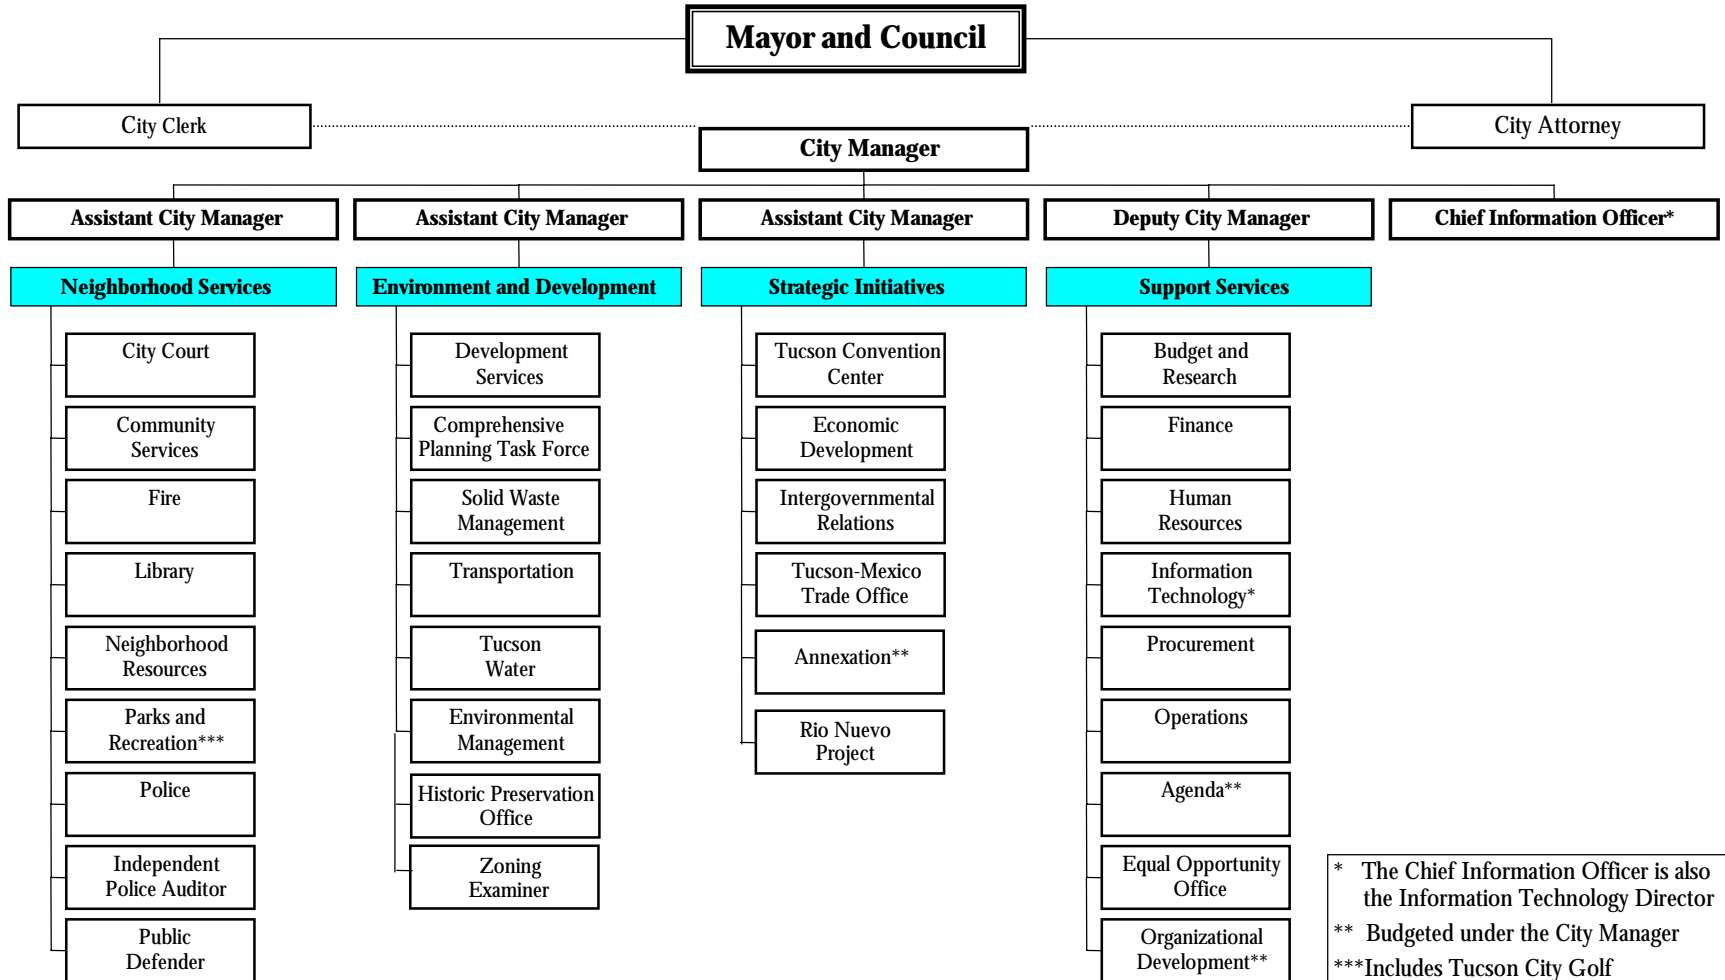 Mayor and Council
City Clerk
City Attorney
City Manager
Assistant City Manager
Assistant City Manager
Assistant City Manager
Deputy City Manager
Chief Information Officer*
Neighborhood Services
Environment and Development
Strategic Initiatives
Support Services
City Court
Community
Services
Fire
Library
Neighborhood
Resources
Parks and
Recreation***
Police
Independent
Police Auditor
Public
Defender
Development
Services
Comprehensive
Planning Task Force
Solid Waste
Management
Transportation
Tucson
Water
Environmental
Management
Historic Preservation
Office
Zoning
Examiner
Tucson Convention
Center
Economic
Development
Intergovernmental
Relations
Tucson-Mexico
Trade Office
Annexation**
Rio Nuevo
Project
Budget and
Research
Finance
Human
Resources
Information
Technology*
Procurement
Operations
Agenda**
Equal Opportunity
Office
Organizational
Development**
* The Chief Information Officer is also
the Information Technology Director
** Budgeted under the City Manager
***Includes Tucson City Golf